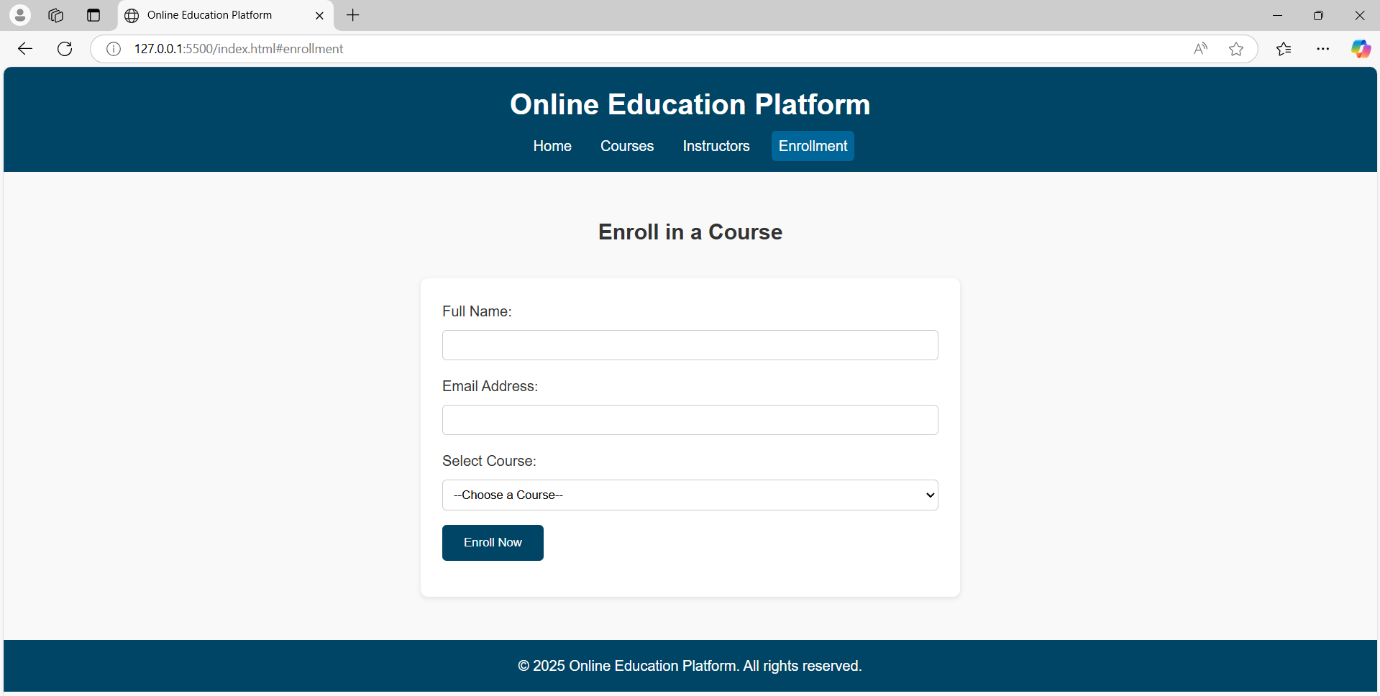 Online Education Platform
127.0.0.1:5500/index.html#enrollment
Online Education Platform
Home Courses Instructors Enrollment
Enroll in a Course
Full Name:
Email Address:
Select Course:
--Choose a Course--
Enroll Now
© 2025 Online Education Platform. All rights reserved.